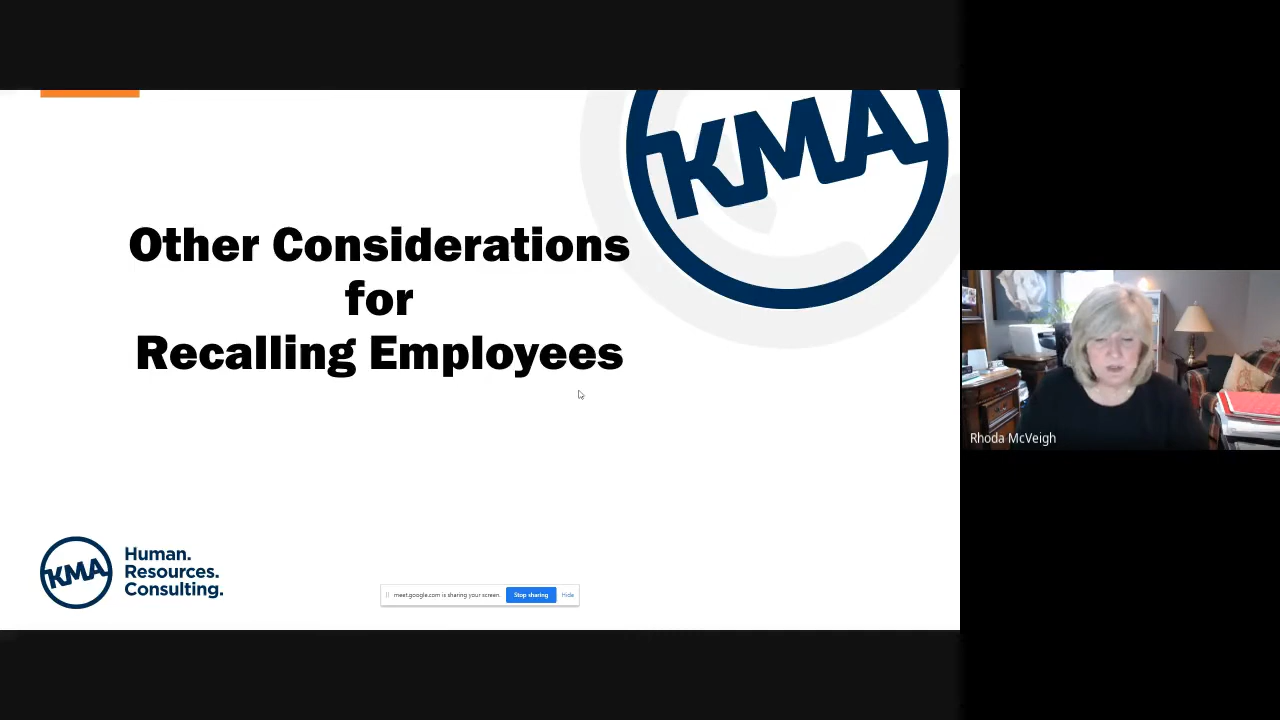 KMA
Other Considerations
for
Recalling Employees
KMA
Human.
Resources.
Consulting.
meet.google.com is sharing your screen.
Stop sharing
Hide
Rhoda McVeigh